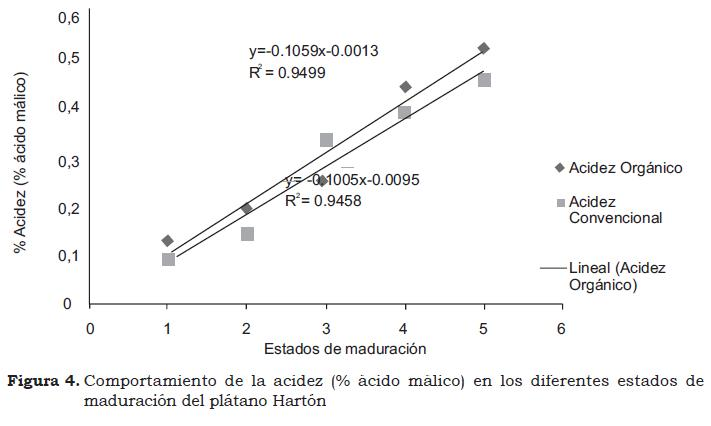 0,6
0,5
0,4
0,3
0,2
0,1
0
% Acidez (% ácido málico)
y=-0.1059x-0.0013
R²= 0.9499
y= -0.1005x-0.0095
R²= 0.9458
Acidez Orgánico
Acidez
Convencional
Lineal (Acidez
Orgánico)
0 1 2 3 4 5 6
Estados de maduración
Figura 4. Comportamiento de la acidez (% ácido málico) en los diferentes estados de
maduración del plátano Hartón